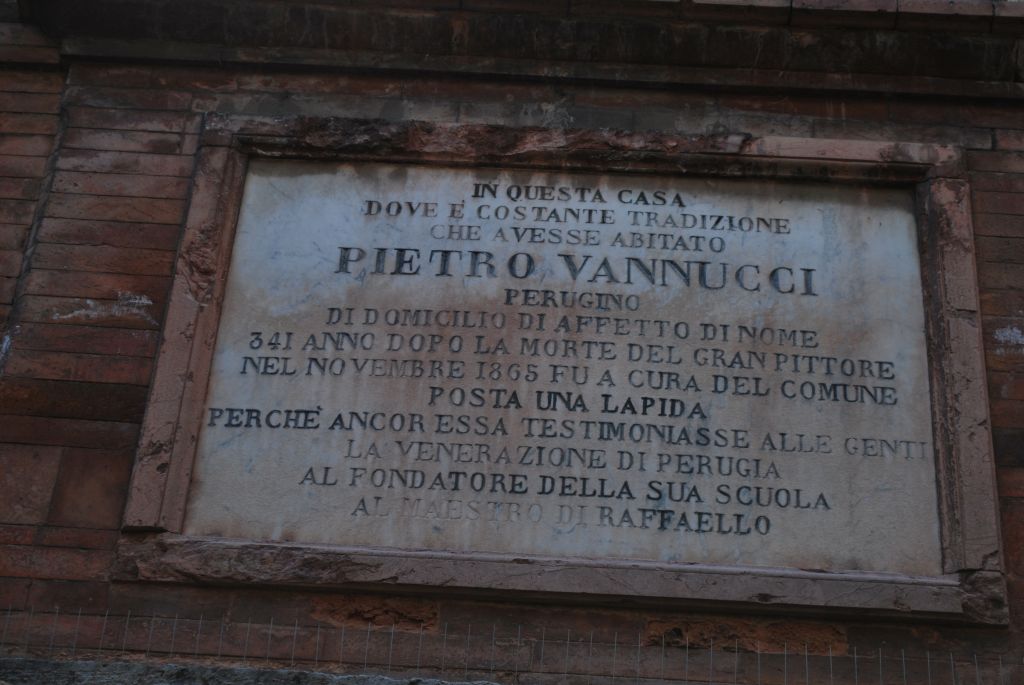 IN QUESTA CASA
DOVE È COSTANTE TRADIZIONE
CHE AVESSE ABITATO
PIETRO VANNUCCI
PERUGINO
DI DOMICILIO DI AFFETTO DI NOME
341 ANNO DOPO LA MORTE DEL GRAN PITTORE
NEL NOVEMBRE 1865 FU A CURA DEL COMUNE
POSTA UNA LAPIDA
PERCHÈ ANCOR ESSA TESTIMONIASSE ALLE GENTI
LA VENERAZIONE DI PERUGIA
AL FONDATORE DELLA SUA SCUOLA
AL MAESTRO DI RAFFAELLO